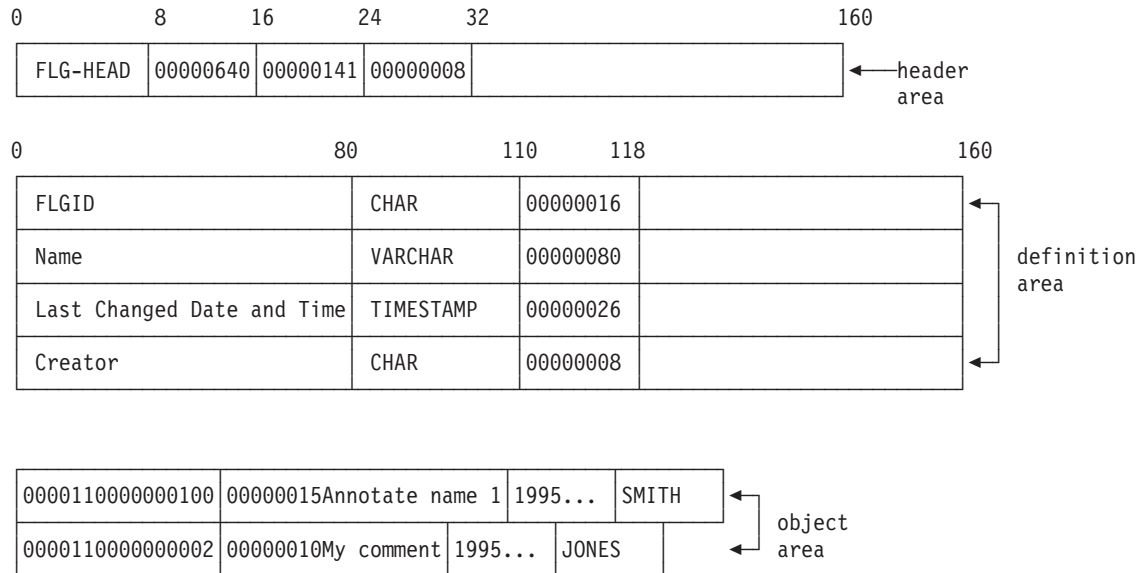 0 8 16 24 32 160
FLG-HEAD 00000640 00000141 00000008 header
area
0 80 110 118 160
FLGID CHAR 00000016
Name VARCHAR 00000080 definition
area
Last Changed Date and Time TIMESTAMP 00000026
Creator CHAR 00000008
0000110000000100 00000015Annotate name 1 1995... SMITH
object
0000110000000002 00000010My comment 1995... JONES area